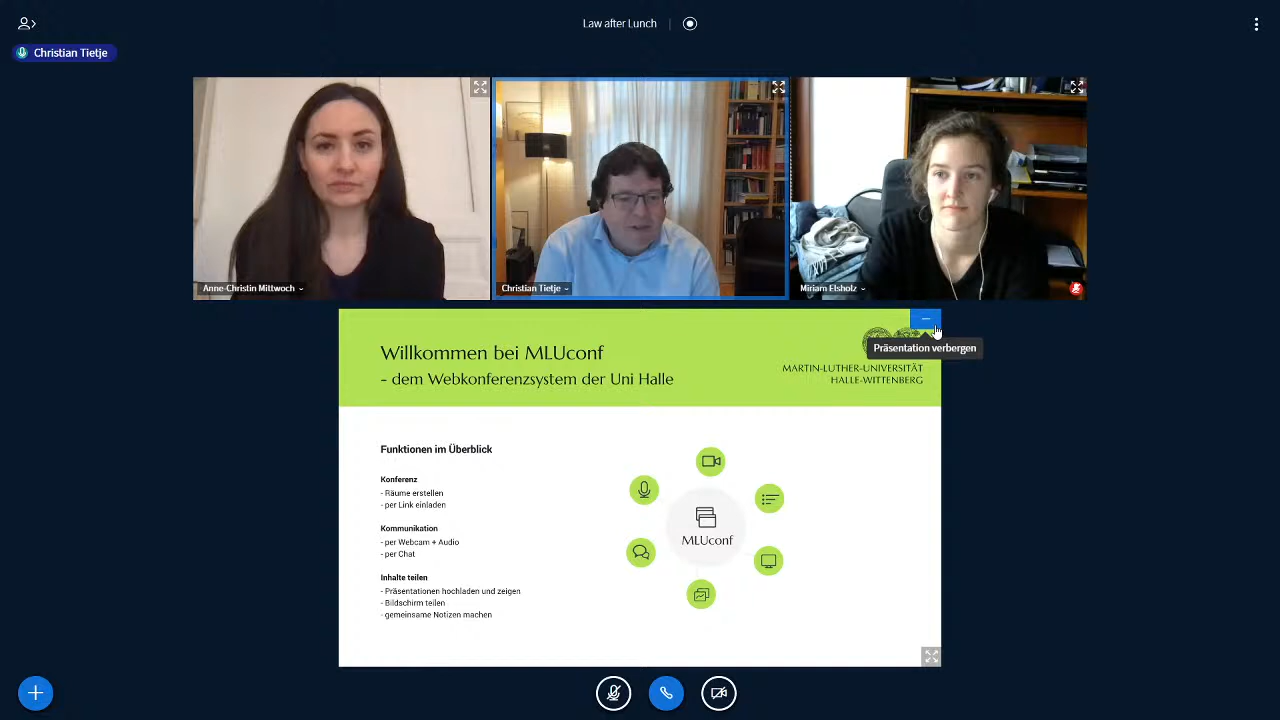 Law after Lunch
Christian Tietje
Anne-Christin Mittwoch
Christian Tietje
Miriam Elsholz
Willkommen bei MLUconf
- dem Webkonferenzsystem der Uni Halle
Präsentation verbergen
MARTIN-LUTHER-UNIVERSITÄT
HALLE-WITTENBERG
Funktionen im Überblick
Konferenz
- Räume erstellen
- per Link einladen
Kommunikation
- per Webcam + Audio
- per Chat
Inhalte teilen
- Präsentationen hochladen und zeigen
- Bildschirm teilen
- gemeinsame Notizen machen
MLUconf